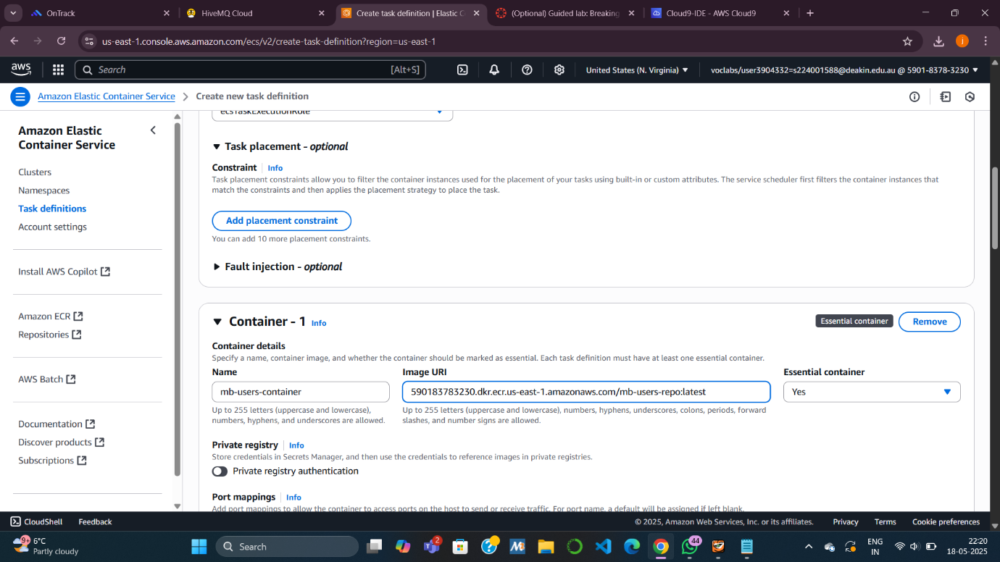 OnTrack
HiveMQ Cloud
Create task definition | Elastic C
(Optional) Guided lab: Breaking
Cloud9-IDE - AWS Cloud9
us-east-1.console.aws.amazon.com/ecs/v2/create-task-definition?region=us-east-1
j
aws
Search
[Alt+S]
United States (N. Virginia)
voclabs/user3904332=s224001588@deakin.edu.au @ 5901-8378-3230
Amazon Elastic Container Service
Create new task definition
Amazon Elastic
Container Service
Clusters
Namespaces
Task definitions
Account settings
Install AWS Copilot
Amazon ECR
Repositories
AWS Batch
Documentation
Discover products
Subscriptions
ecsTaskExecutionRole
Task placement - optional
Constraint Info
Task placement constraints allow you to filter the container instances used for the placement of your tasks using built-in or custom attributes. The service scheduler first filters the container instances that
match the constraints and then applies the placement strategy to place the task.
Add placement constraint
You can add 10 more placement constraints.
Fault injection - optional
Container - 1 Info
Essential container
Remove
Container details
Specify a name, container image, and whether the container should be marked as essential. Each task definition must have at least one essential container.
Name
mb-users-container
Up to 255 letters (uppercase and lowercase),
numbers, hyphens, and underscores are allowed.
Image URI
590183783230.dkr.ecr.us-east-1.amazonaws.com/mb-users-repo:latest
Up to 255 letters (uppercase and lowercase), numbers, hyphens, underscores, colons, periods, forward
slashes, and number signs are allowed.
Essential container
Yes
Private registry Info
Store credentials in Secrets Manager, and then use the credentials to reference images in private registries.
Private registry authentication
Port mappings Info
Add port mappings to allow the container to access ports on the host to send or receive traffic. For port name, a default will be assigned if left blank.
CloudShell
Feedback
© 2025, Amazon Web Services, Inc. or its affiliates.
Privacy
Terms
Cookie preferences
9+
6°C
Partly cloudy
Search
2
44
ENG
IN
22:20
18-05-2025